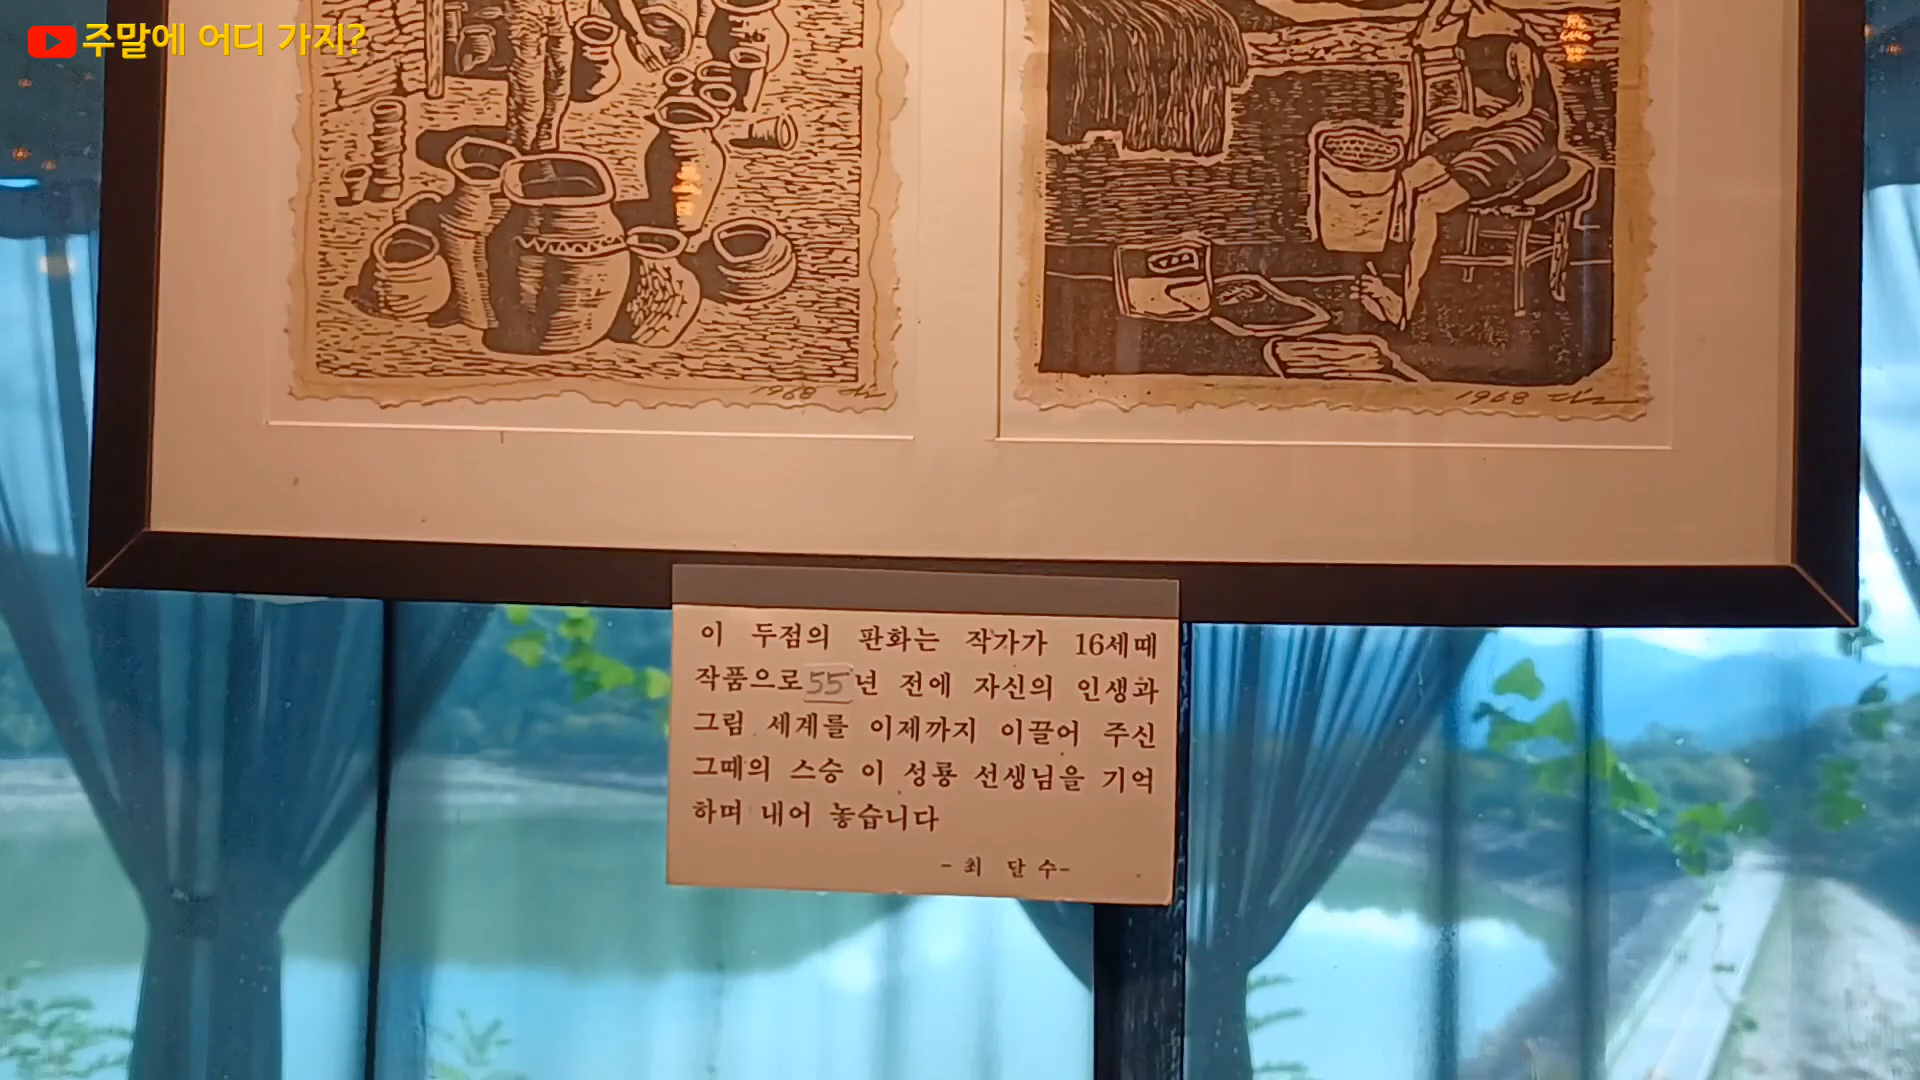 주말에 어디 가지?
1968
1968 단
이 두점의 판화는 작가가 16세때
작품으로 55년 전에 자신의 인생과
그림 세계를 이제까지 이끌어 주신
그때의 스승 이 성룡 선생님을 기억
하며 내어 놓습니다
- 최 단 수-